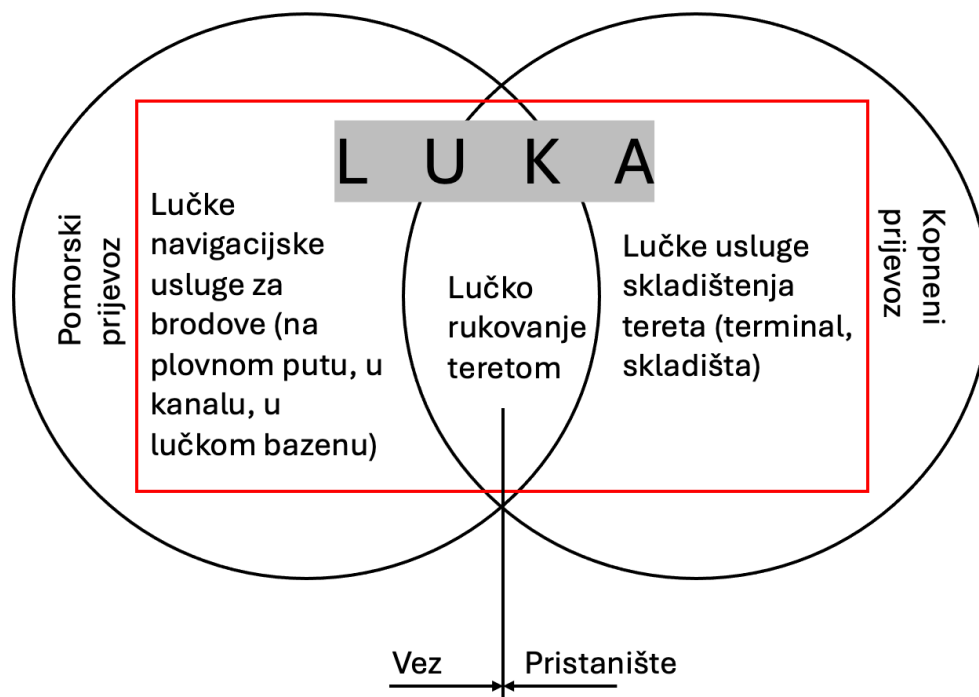 L U K A
Pomorski
prijevoz
Lučke
navigacijske
usluge za
brodove (na
plovnom putu, u
kanalu, u
lučkom bazenu)
Lučko
rukovanje
teretom
Lučke usluge
skladištenja
tereta (terminal,
skladišta)
Kopneni
prijevoz
Vez
Pristanište